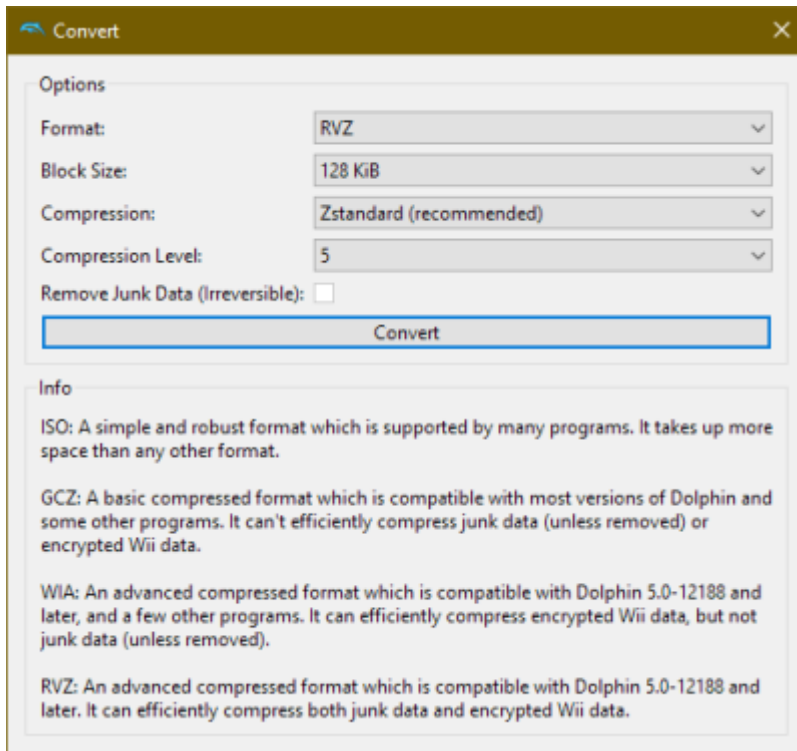 Convert
Options
Format:
RVZ
Block Size:
128 KiB
Compression:
Zstandard (recommended)
Compression Level:
5
Remove Junk Data (Irreversible):
Convert
Info
ISO: A simple and robust format which is supported by many programs. It takes up more
space than any other format.
GCZ: A basic compressed format which is compatible with most versions of Dolphin and
some other programs. It can't efficiently compress junk data (unless removed) or
encrypted Wii data.
WIA: An advanced compressed format which is compatible with Dolphin 5.0-12188 and
later, and a few other programs. It can efficiently compress encrypted Wii data, but not
junk data (unless removed).
RVZ: An advanced compressed format which is compatible with Dolphin 5.0-12188 and
later. It can efficiently compress both junk data and encrypted Wii data.